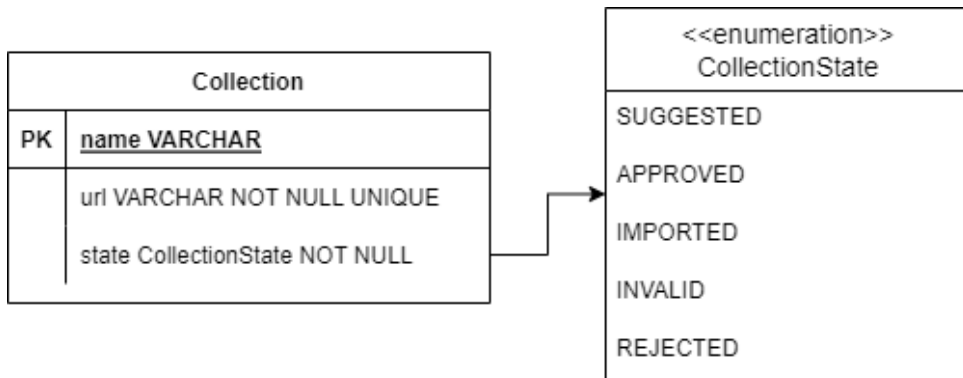 Collection
PK name VARCHAR
url VARCHAR NOT NULL UNIQUE
state CollectionState NOT NULL
<<enumeration>>
CollectionState
SUGGESTED
APPROVED
IMPORTED
INVALID
REJECTED